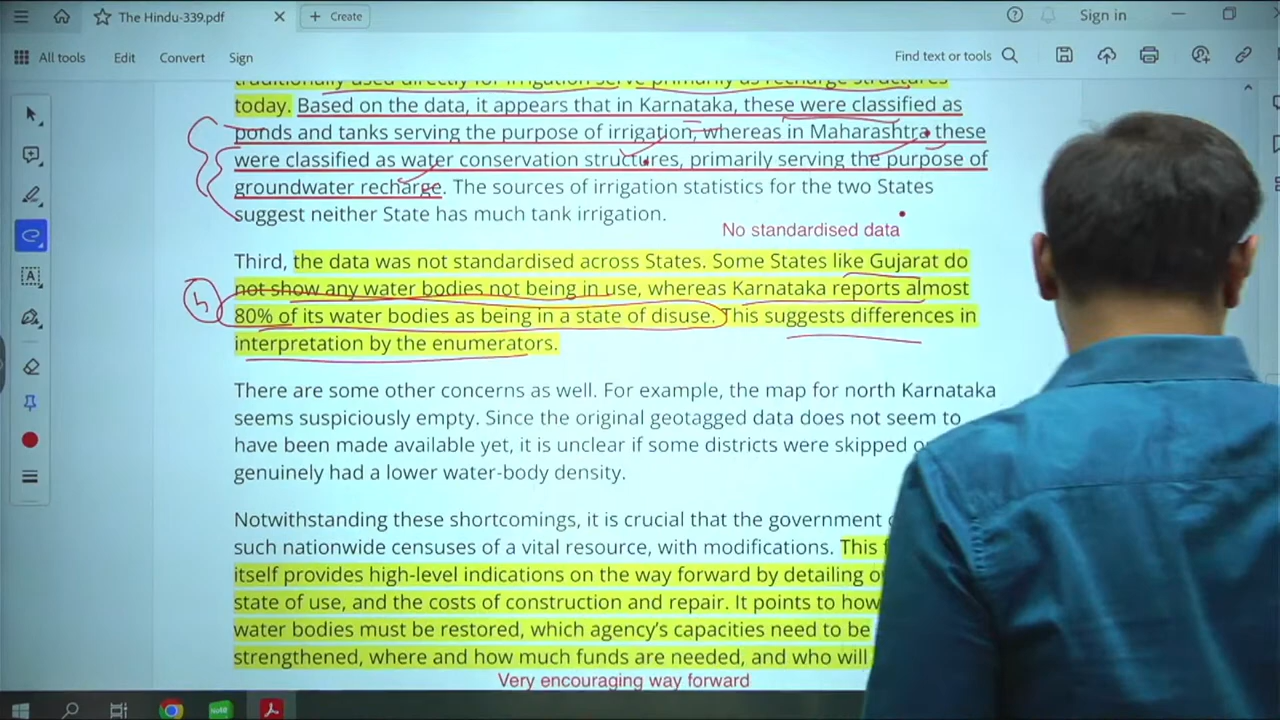 The Hindu-339.pdf
Create
Sign in
All tools Edit Convert Sign
Find text or tools
traditionally used directly for irrigation serve primarily as recharge structures
today. Based on the data, it appears that in Karnataka, these were classified as
ponds and tanks serving the purpose of irrigation, whereas in Maharashtra these
were classified as water conservation structures, primarily serving the purpose of
groundwater recharge. The sources of irrigation statistics for the two States
suggest neither State has much tank irrigation.
No standardised data
Third, the data was not standardised across States. Some States like Gujarat do
not show any water bodies not being in use, whereas Karnataka reports almost
80% of its water bodies as being in a state of disuse. This suggests differences in
interpretation by the enumerators.
There are some other concerns as well. For example, the map for north Karnataka
seems suspiciously empty. Since the original geotagged data does not seem to
have been made available yet, it is unclear if some districts were skipped
genuinely had a lower water-body density.
Notwithstanding these shortcomings, it is crucial that the government
such nationwide censuses of a vital resource, with modifications. This
itself provides high-level indications on the way forward by detailing
state of use, and the costs of construction and repair. It points to how
water bodies must be restored, which agency's capacities need to be
strengthened, where and how much funds are needed, and who will
Very encouraging way forward